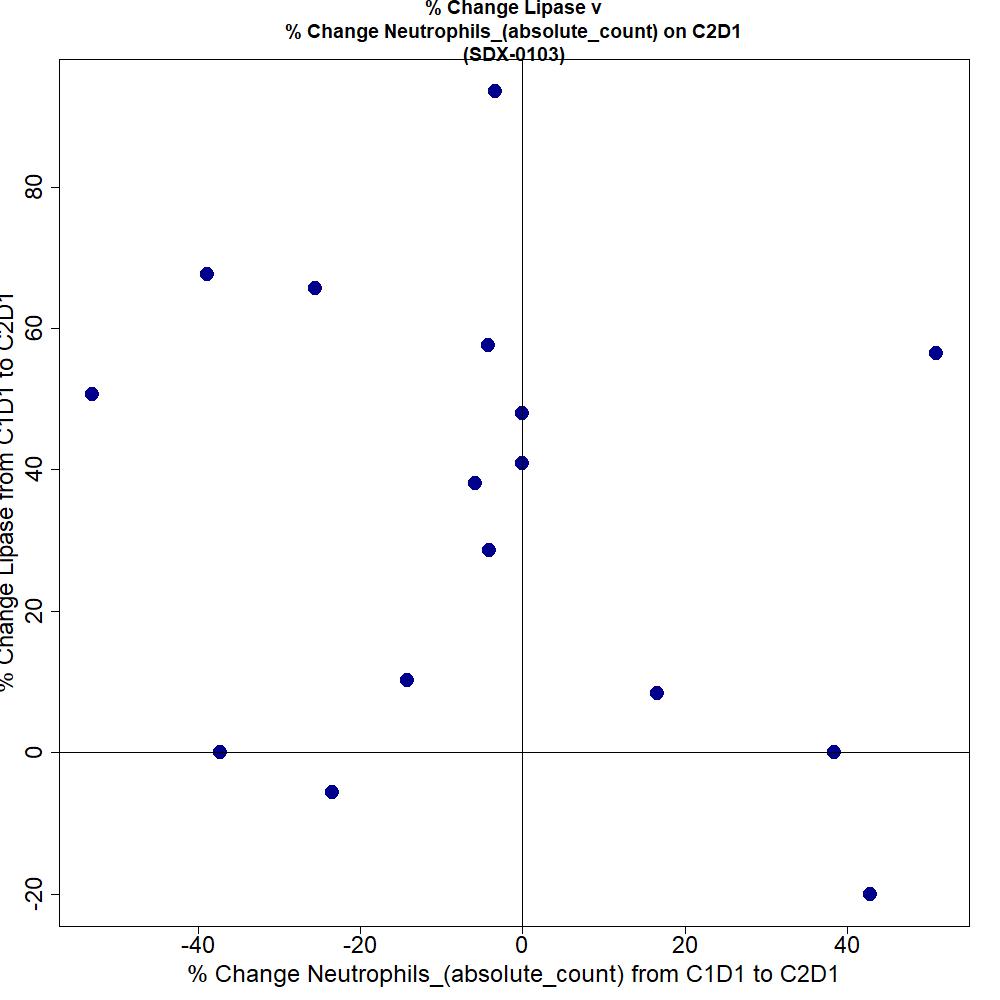 % Change Lipase v
% Change Neutrophils_(absolute_count) on C2D1
(SDX-0103)
% Change Lipase from C1D1 to C2D1
80
60
40
20
0
-20
-40
-20
0
20
40
% Change Neutrophils_(absolute_count) from C1D1 to C2D1